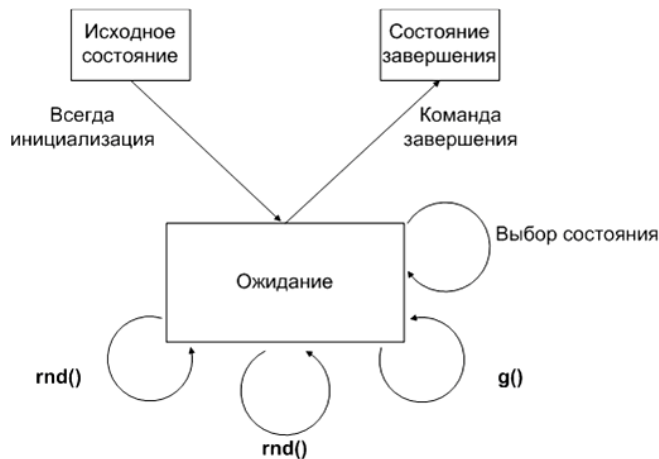 Исходное
состояние
Состояние
завершения
Всегда
инициализация
Команда
завершения
Выбор состояния
Ожидание
rnd()
g()
rnd()